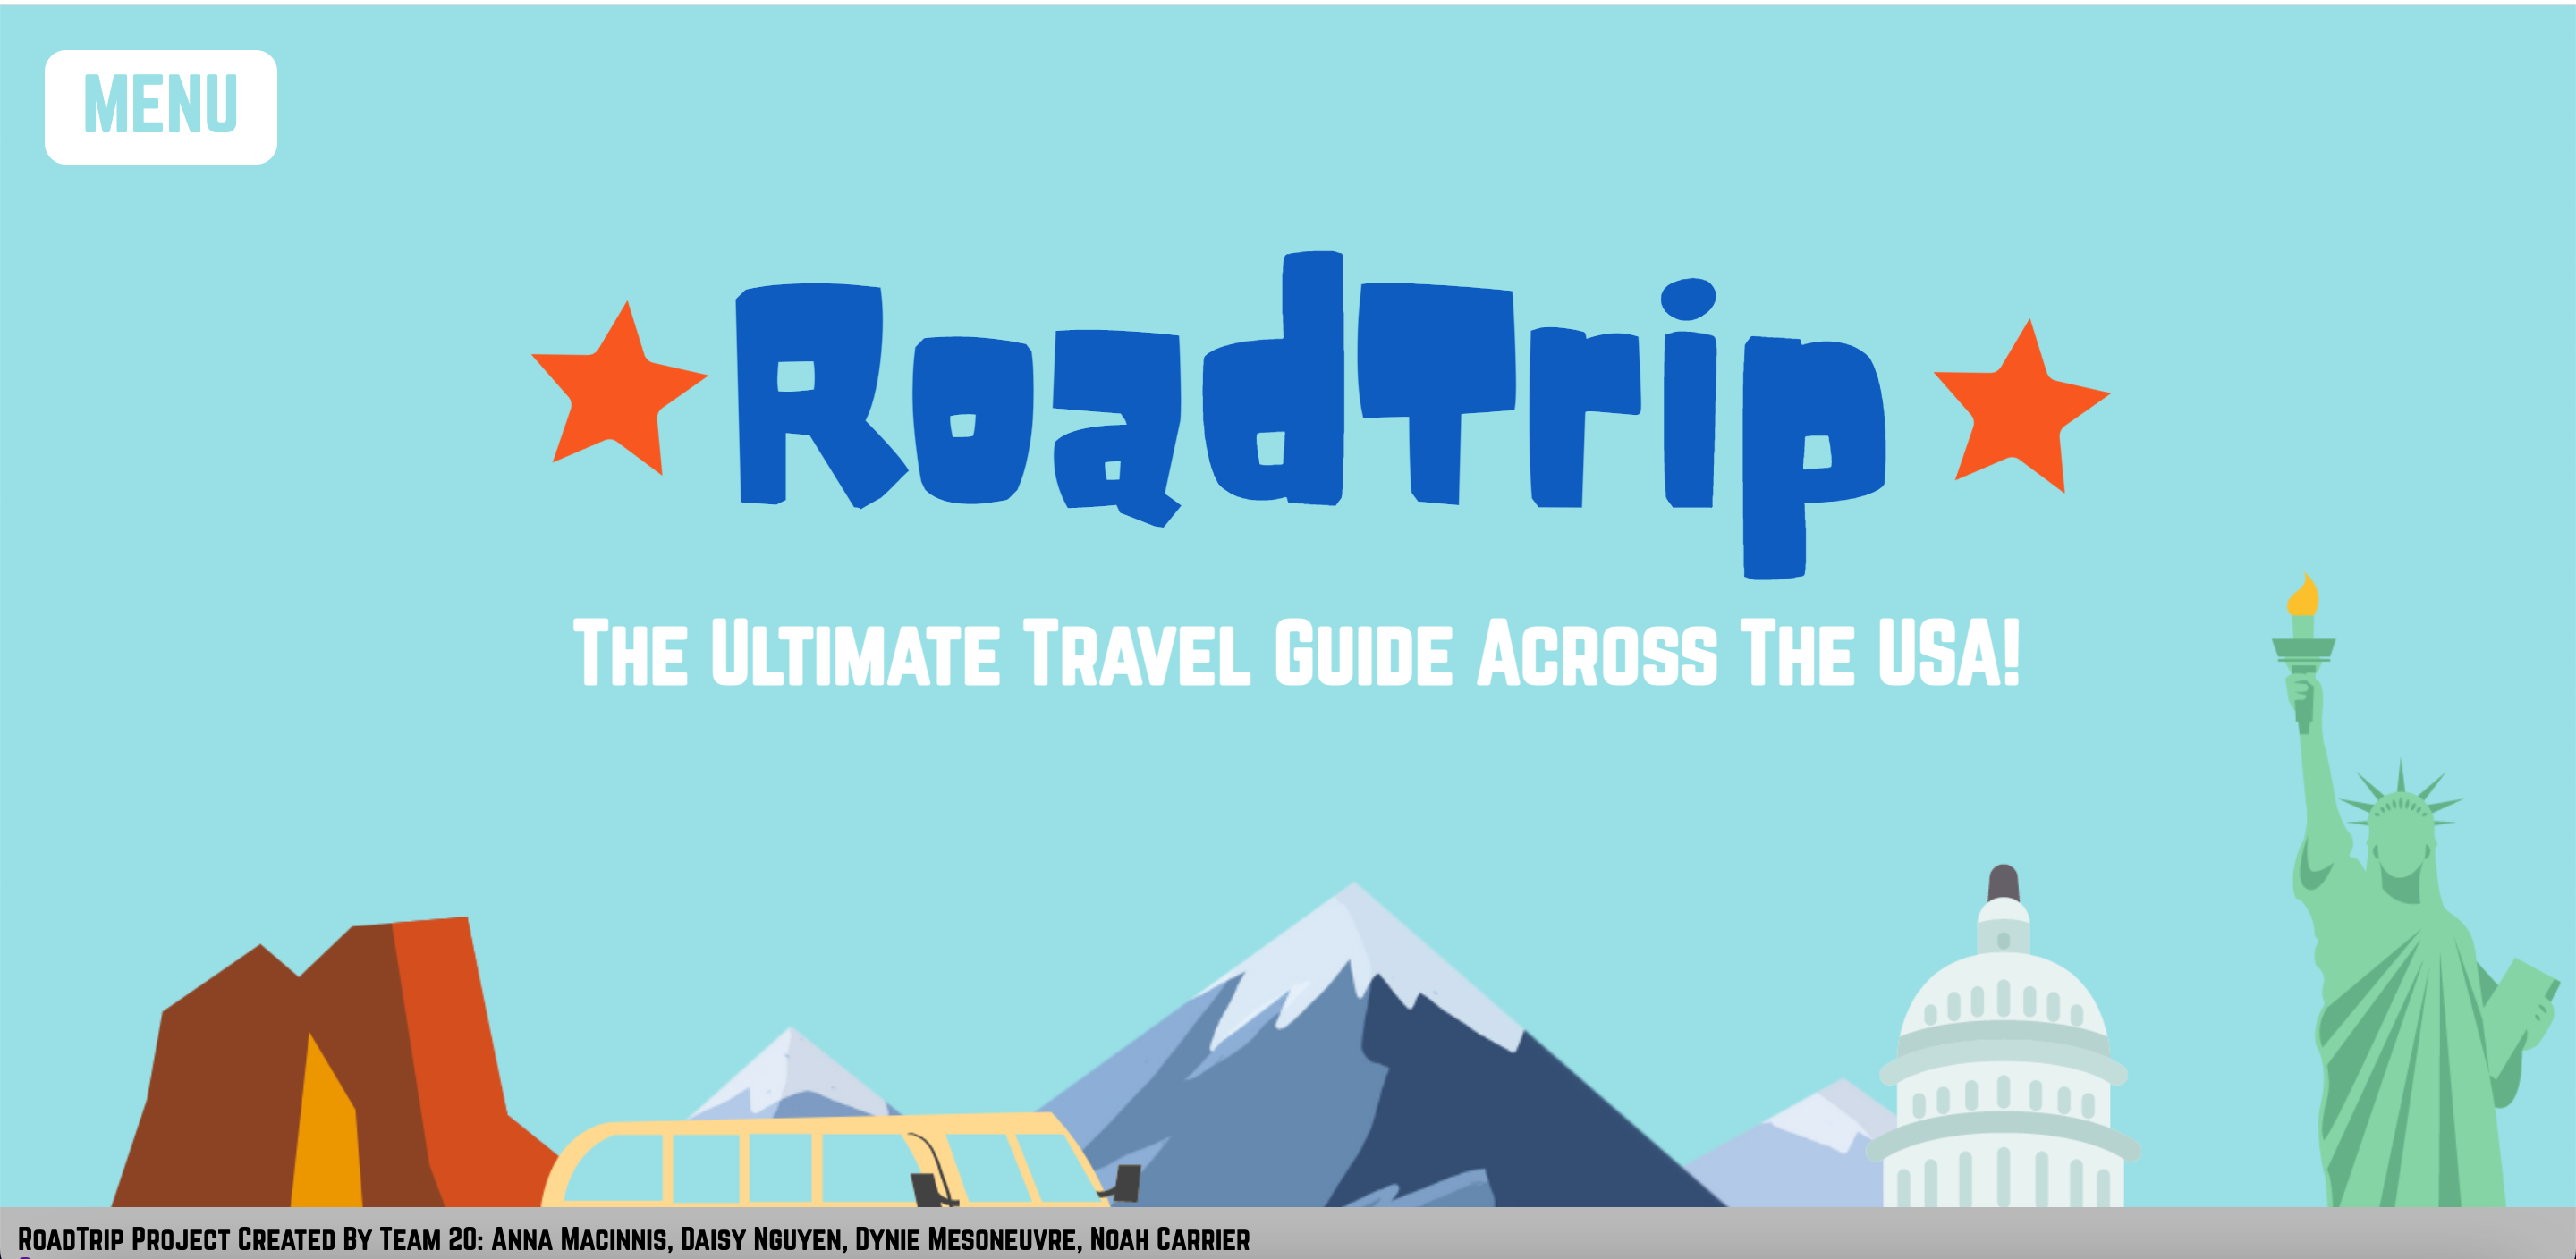 MENU
RoadTrip
The Ultimate Travel Guide Across The USA!
RoadTrip Project Created By Team 20: Anna Macinnis, Daisy Nguyen, Dynie Mesoneuvre, Noah Carrier